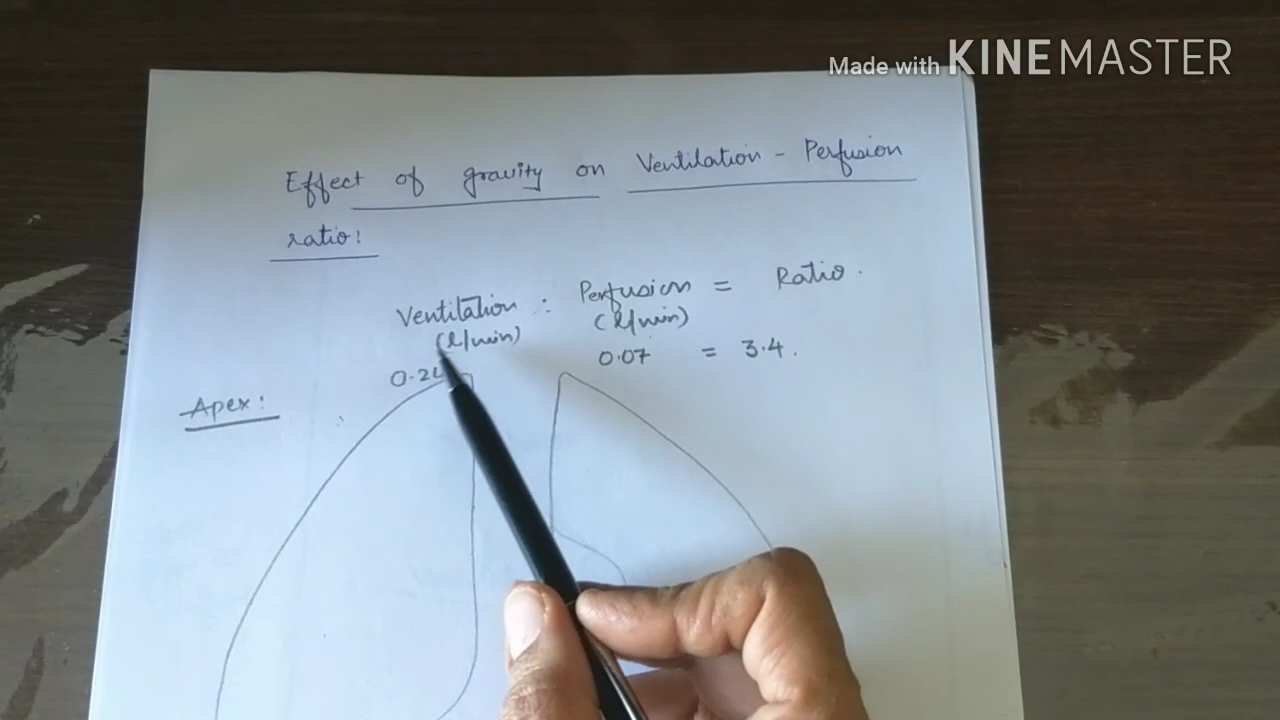 Made with KINEMASTER
Effect of gravity on Ventilation - Perfusion
ratio:
Ventilation : Perfusion = Ratio.
(l/min) (l/min)
0.07 = 3.4.
Apex: